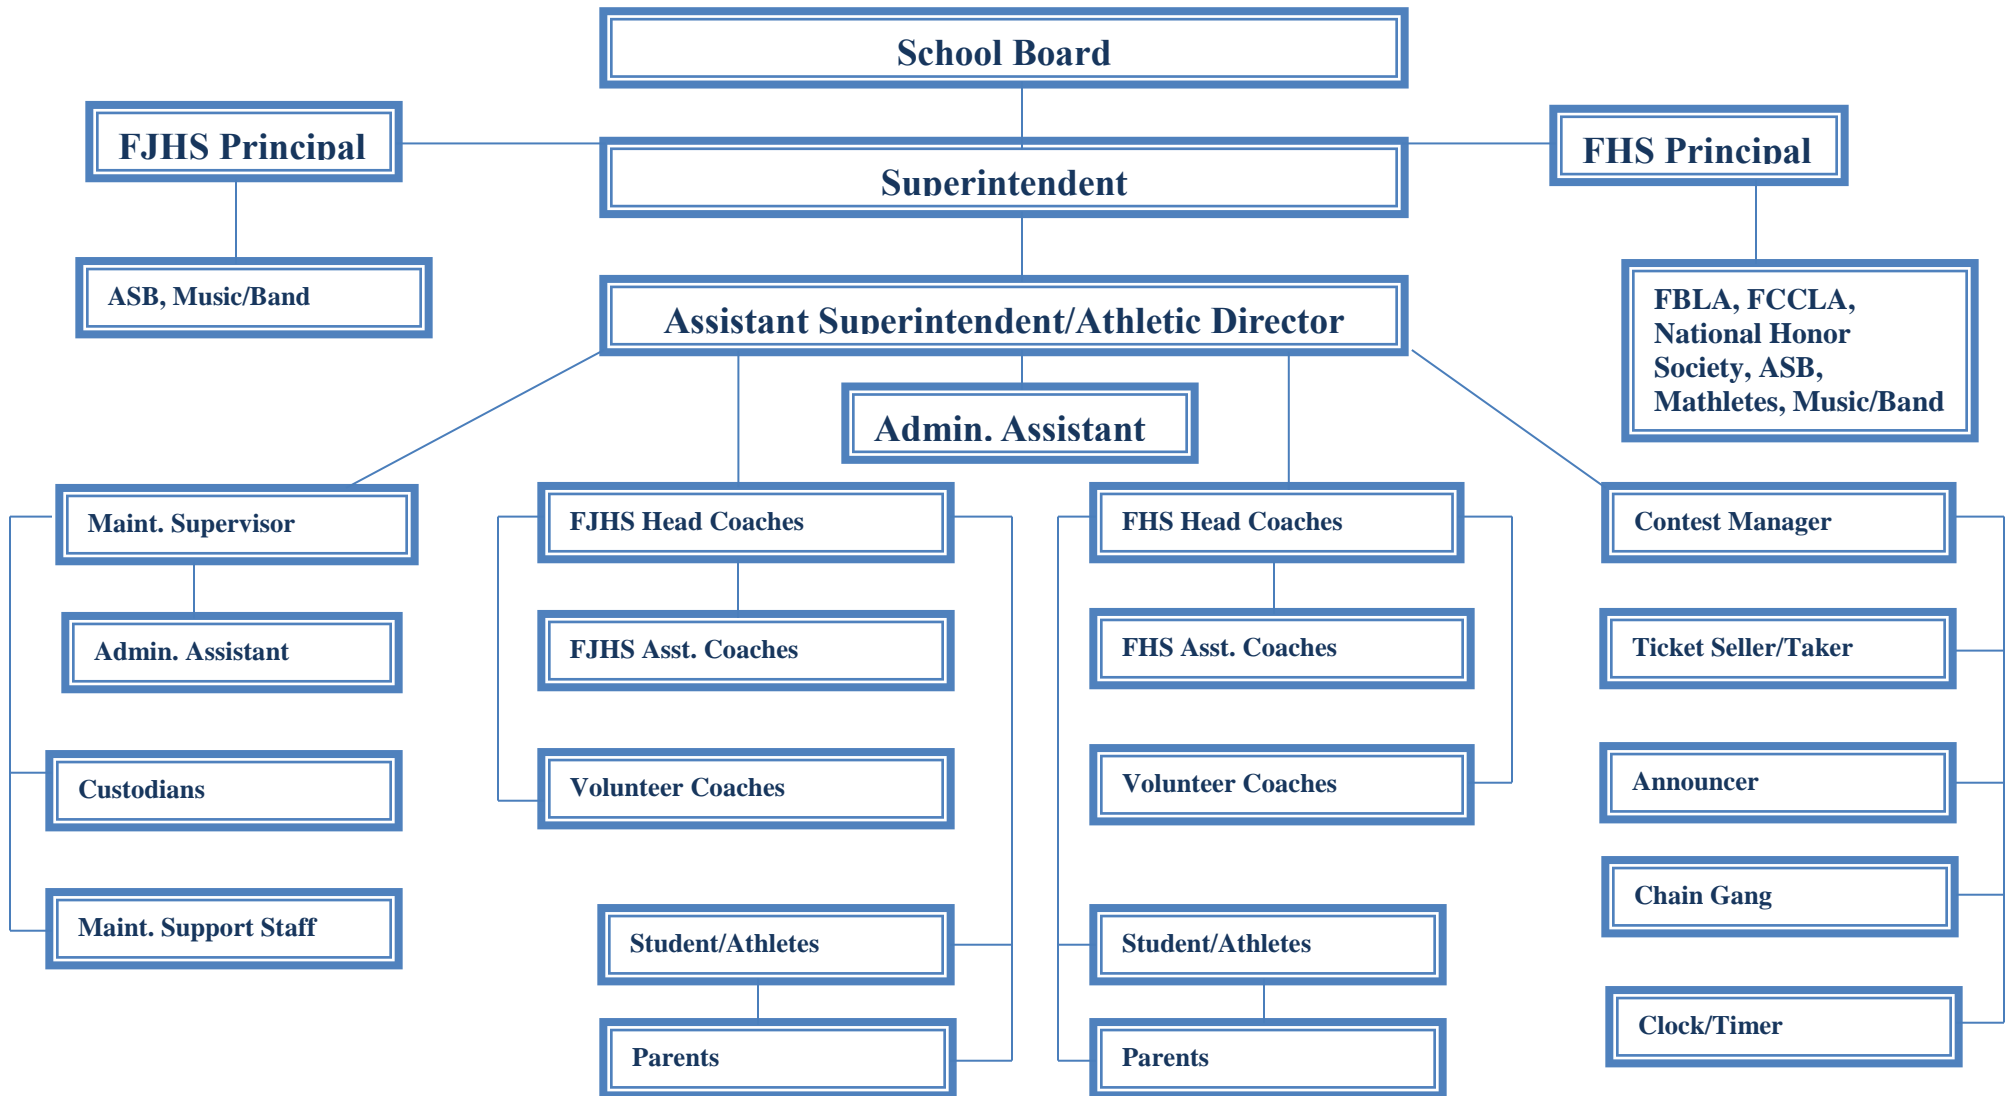 School Board
FJHS Principal
FHS Principal
Superintendent
ASB, Music/Band
FBLA, FCCLA,
National Honor
Society, ASB,
Mathletes, Music/Band
Assistant Superintendent/Athletic Director
Admin. Assistant
Maint. Supervisor
FJHS Head Coaches
FHS Head Coaches
Contest Manager
Admin. Assistant
FJHS Asst. Coaches
FHS Asst. Coaches
Ticket Seller/Taker
Custodians
Volunteer Coaches
Volunteer Coaches
Announcer
Maint. Support Staff
Student/Athletes
Student/Athletes
Chain Gang
Parents
Parents
Clock/Timer